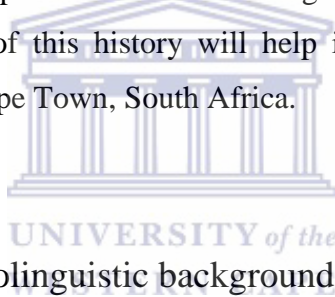 of this history will help i
pe Town, South Africa.
UNIVERSITY of the
olinguistic background